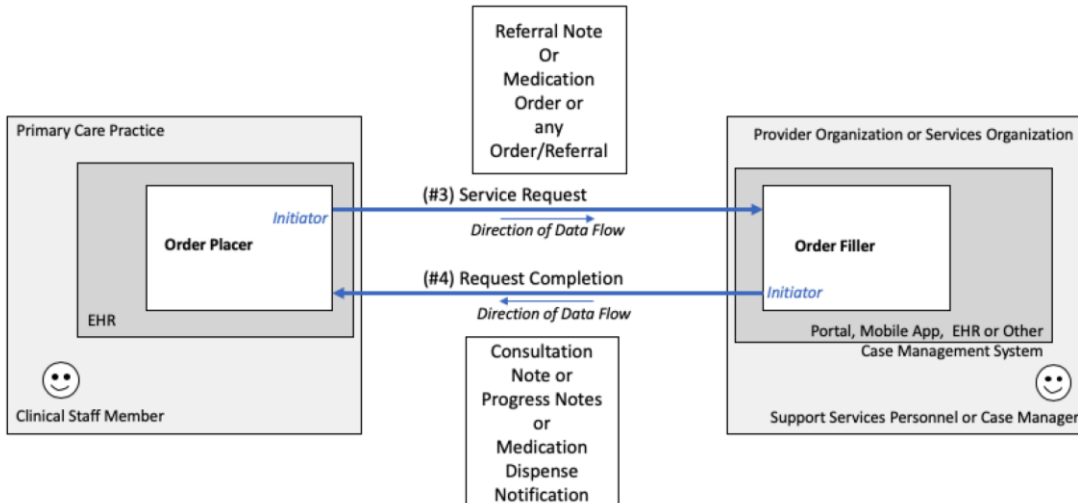 Referral Note
Or
Medication
Order or
any
Order/Referral
Primary Care Practice
Provider Organization or Services Organization
(#3) Service Request
Initiator
Direction of Data Flow
Order Placer
Order Filler
(#4) Request Completion
Initiator
Direction of Data Flow
EHR
Portal, Mobile App, EHR or Other
Case Management System
Consultation
Note or
Progress Notes
or
Medication
Dispense
Notification
Clinical Staff Member
Support Services Personnel or Case Manager